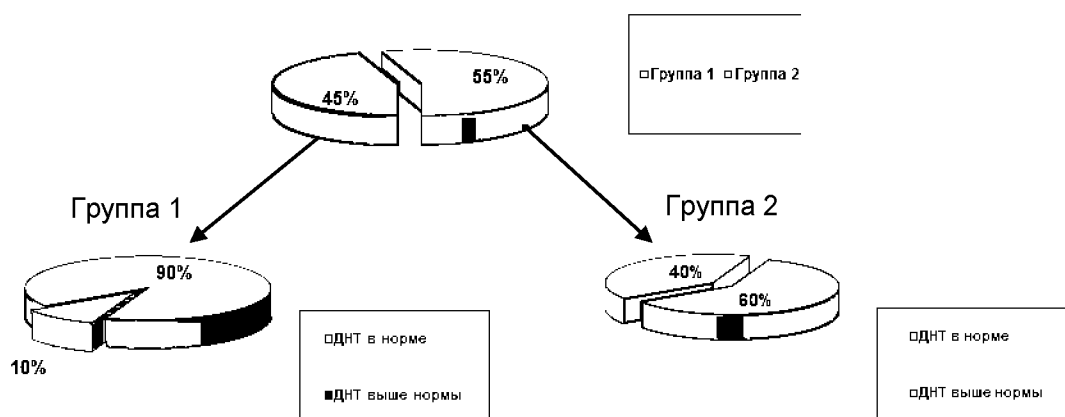 55%
45%
Группа 1 Группа 2
Группа 1
Группа 2
90%
10%
ДНТ в норме
ДНТ выше нормы
40%
60%
ДНТ в норме
ДНТ выше нормы